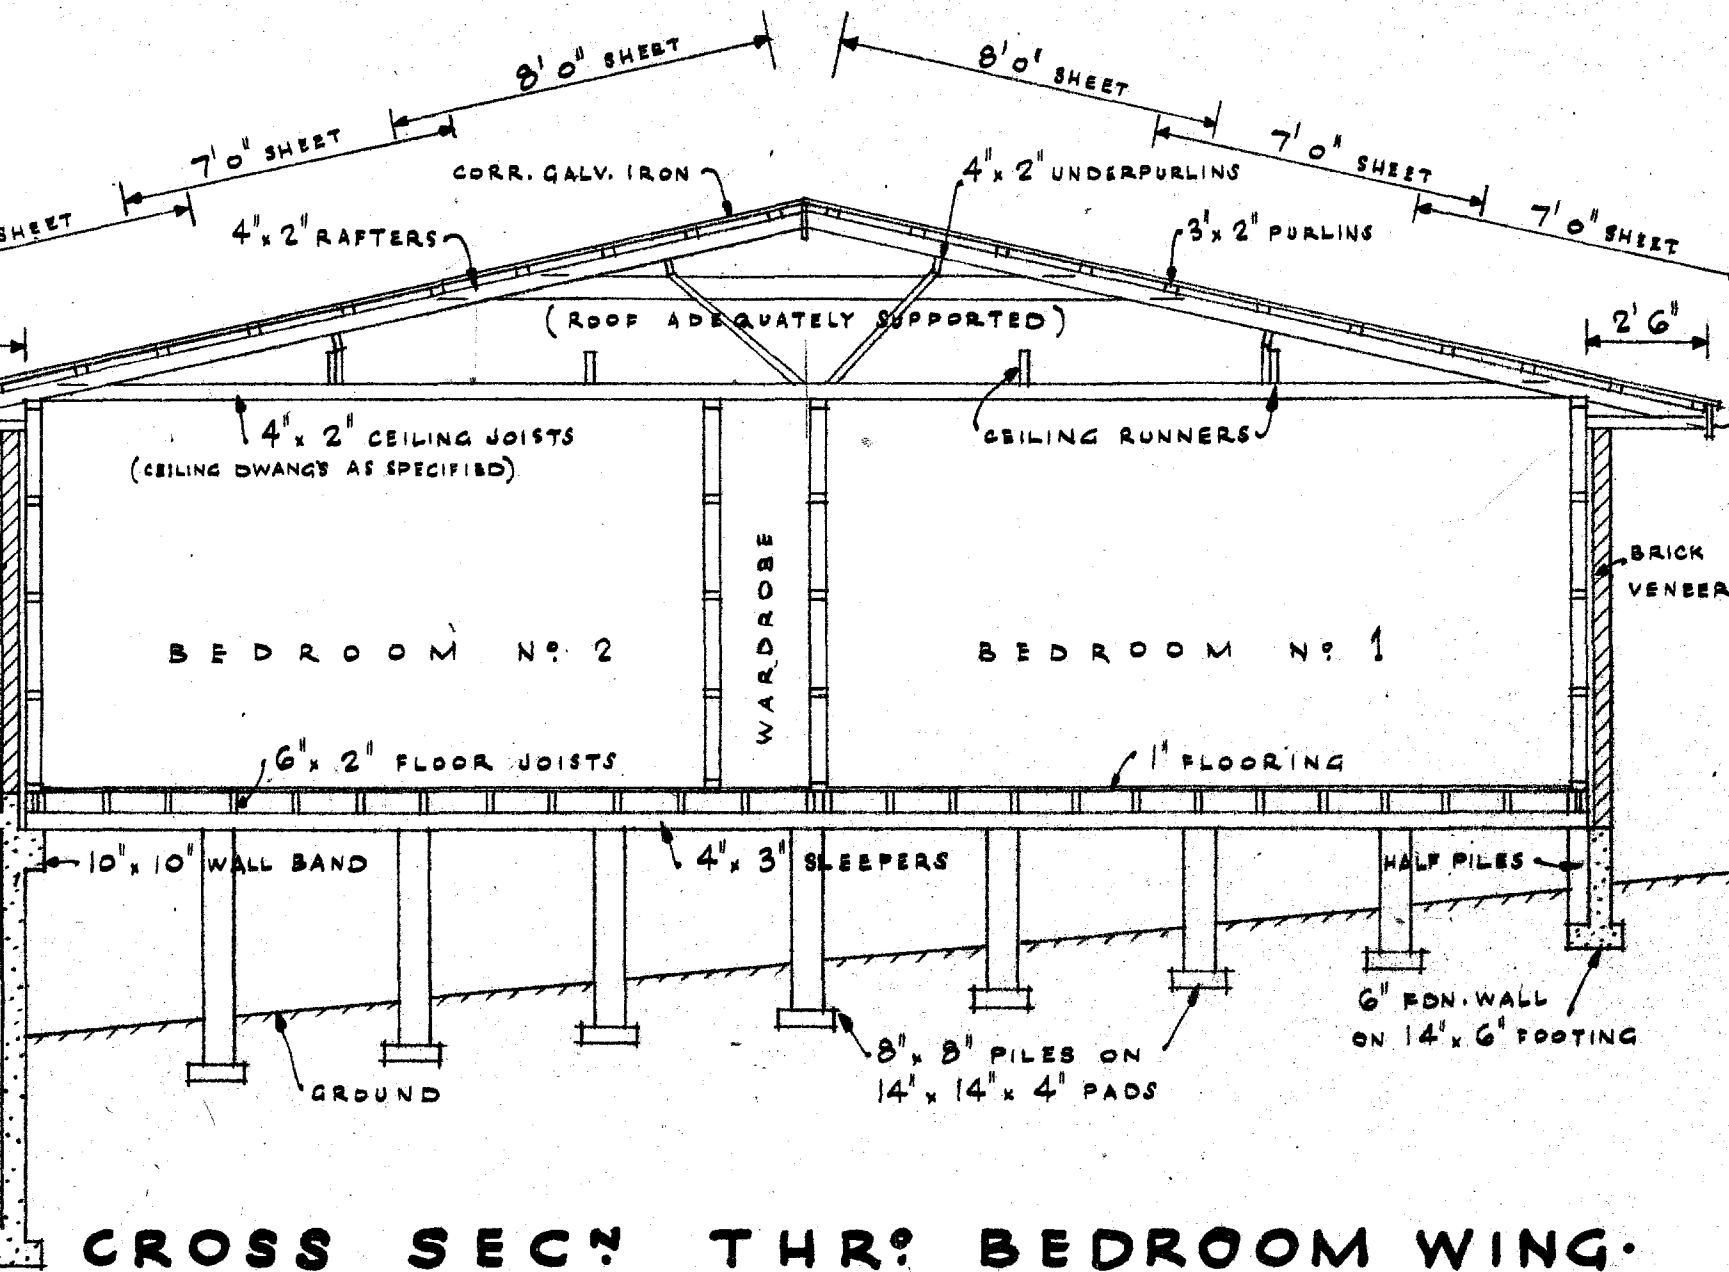 8' 0" SHEET
8' 0" SHEET
7' 0" SHEET
7' 0" SHEET
SHEET
7' 0" SHEET
CORR. GALV. IRON
4" x 2" UNDERPURLINS
4" x 2" RAFTERS
3" x 2" PURLINS
(ROOF ADEQUATELY SUPPORTED)
2' 6"
4" x 2" CEILING JOISTS
(CEILING DWANGS AS SPECIFIED)
CEILING RUNNERS
BRICK
VENEER
BEDROOM Nº 2
WARDROBE
BEDROOM Nº 1
6" x 2" FLOOR JOISTS
1" FLOORING
10" x 10" WALL BAND
4" x 3" SLEEPERS
HALF PILES
6" FDN. WALL
ON 14" x 6" FOOTING
8" x 8" PILES ON
14" x 14" x 4" PADS
GROUND
CROSS SECN THRO BEDROOM WING.